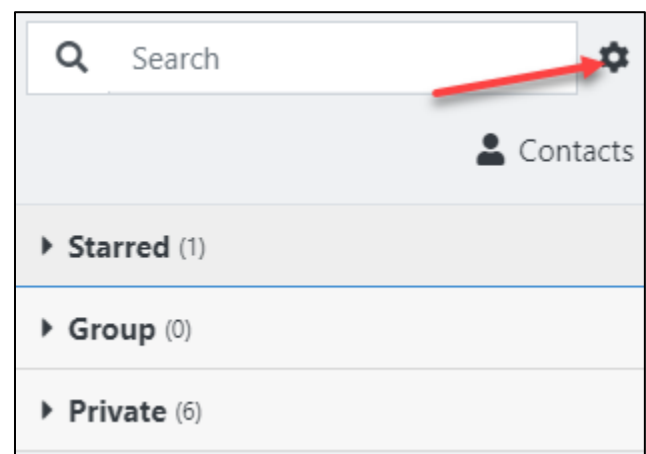 Search
Contacts
Starred (1)
Group (0)
Private (6)